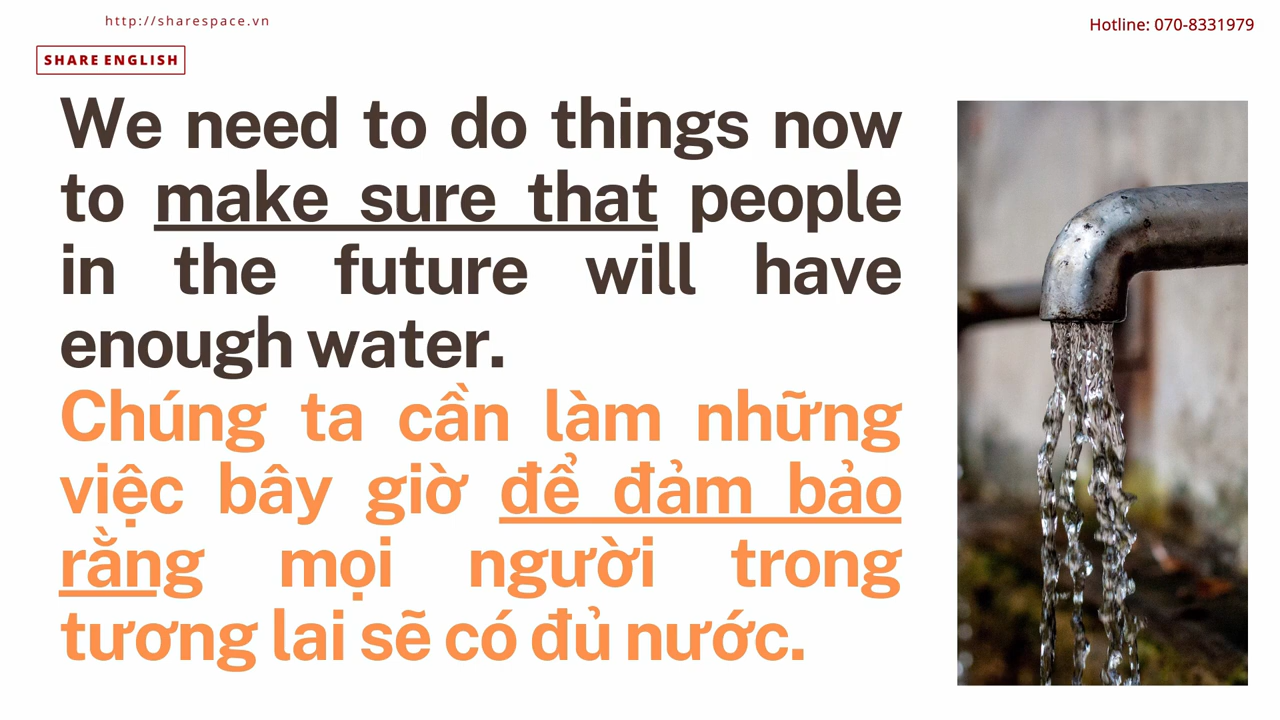 http://sharespace.vn
Hotline: 070-8331979
SHARE ENGLISH
We need to do things now
to make sure that people
in the future will have
enough water.
Chúng ta cần làm những
việc bây giờ để đảm bảo
rằng mọi người trong
tương lai sẽ có đủ nước.